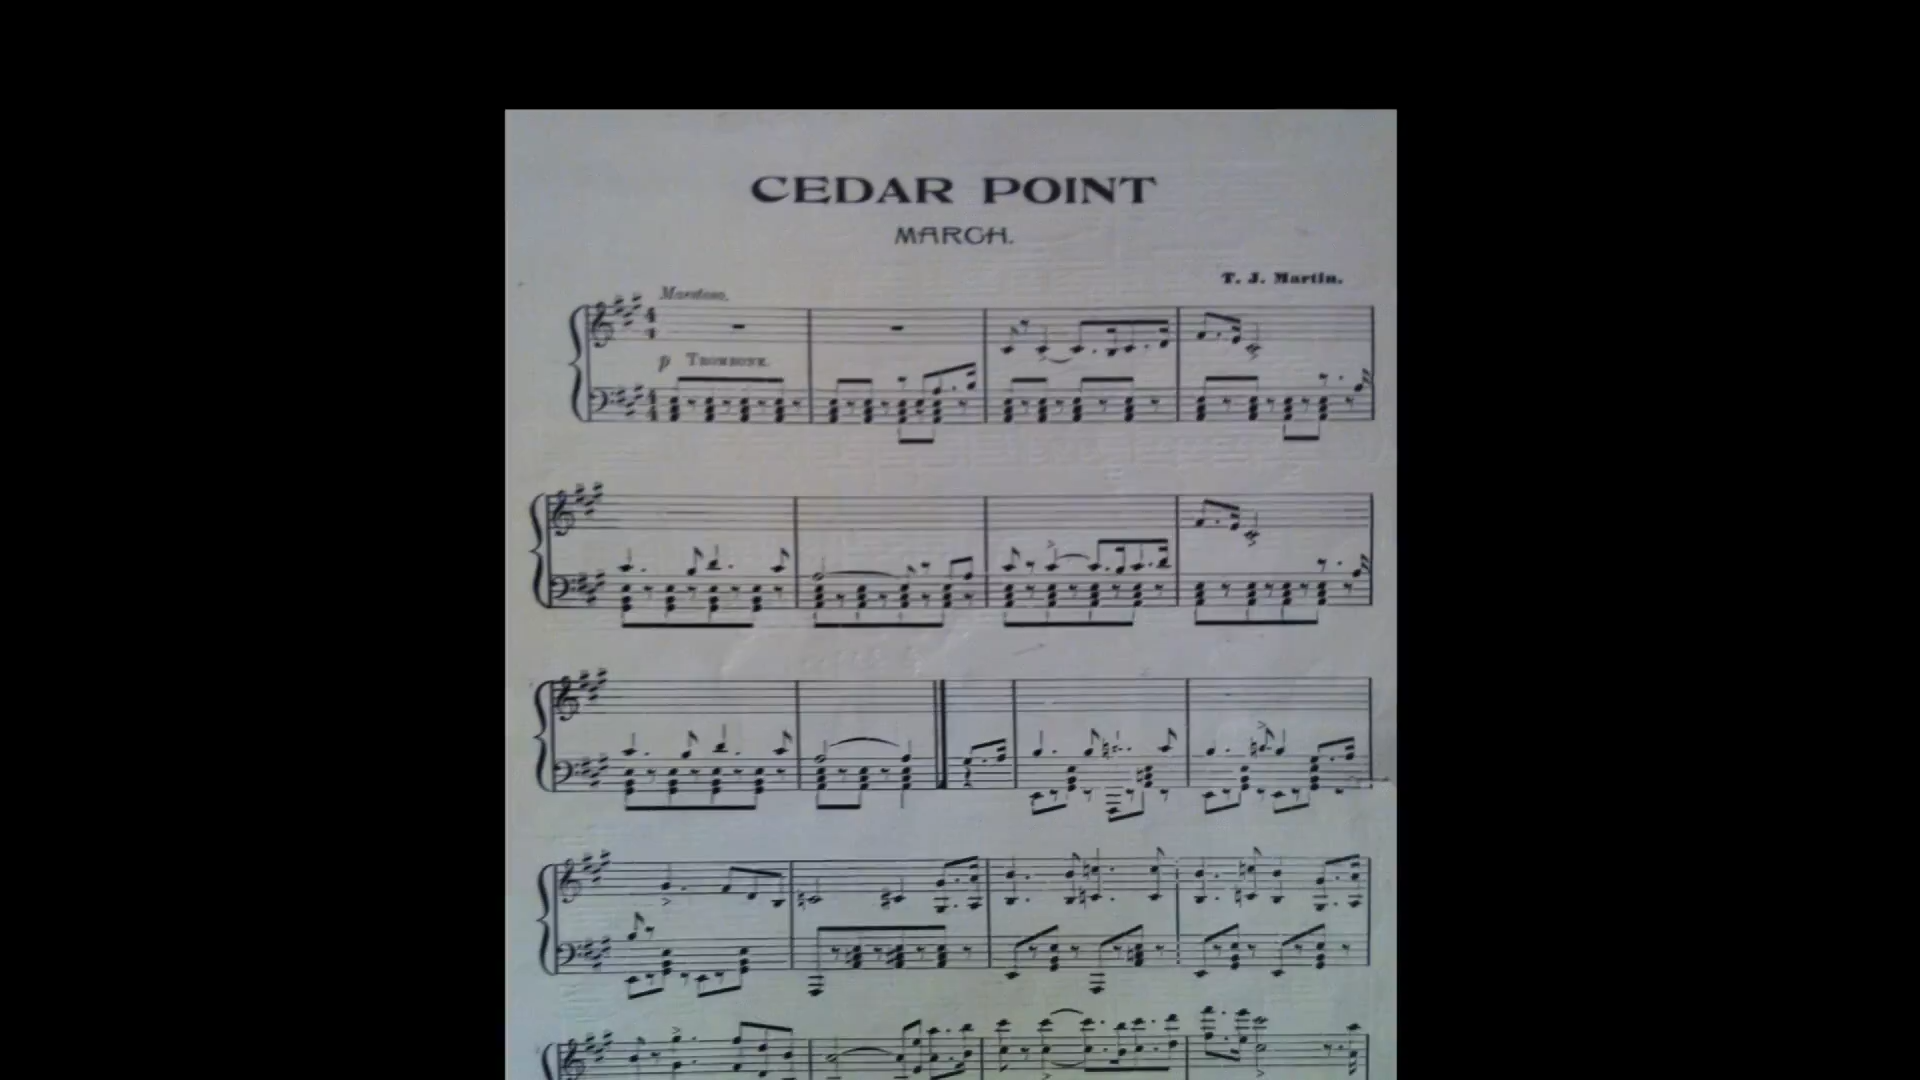 CEDAR POINT
MARCH.
T. J. Martin.
Maestoso.
p TROMBONE.